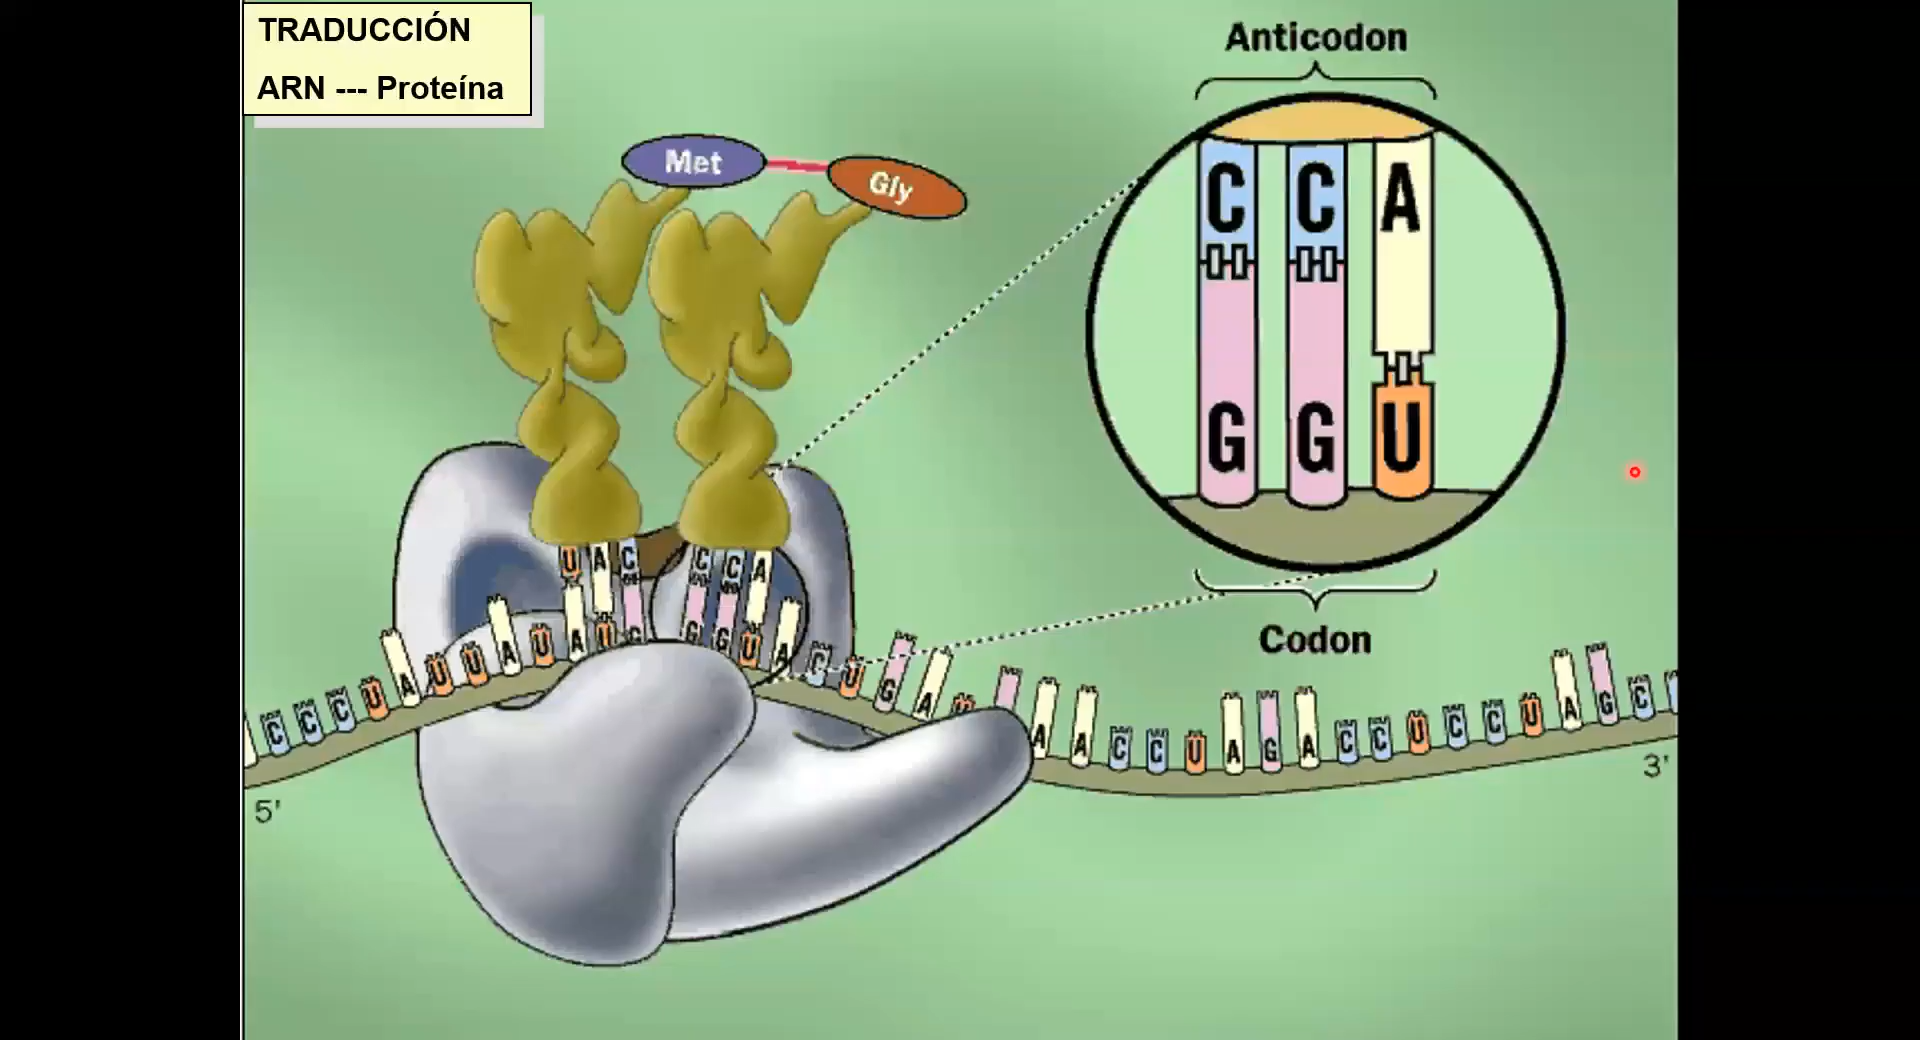 TRADUCCIÓN
ARN --- Proteína
Anticodon
Met
Gly
C C A
G G U
U A C C C A
C C C U A U U A U A U G G G U A C U G A
A A C C U A G A C C U C C U A G C
Codon
5'
3'